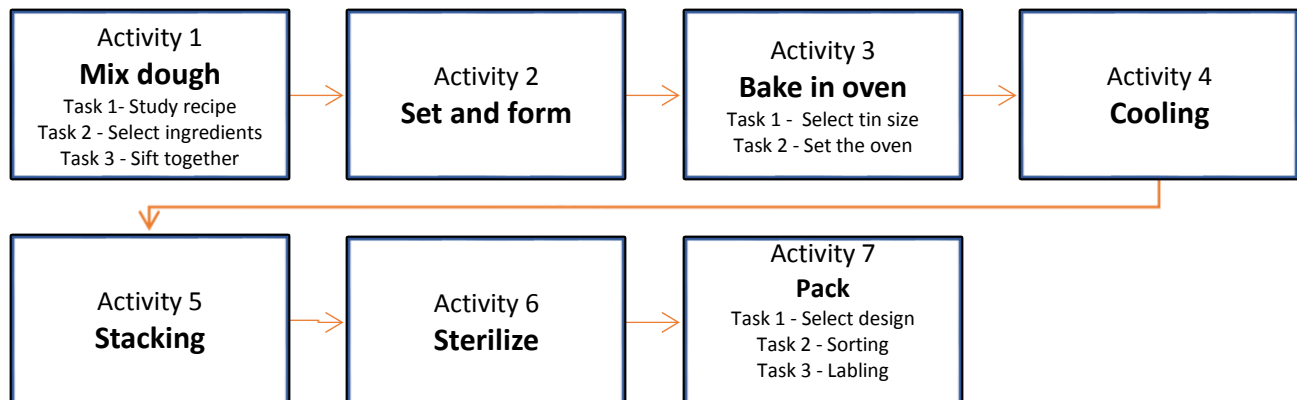 Activity 1
Mix dough
Task 1- Study recipe
Task 2 - Select ingredients
Task 3 - Sift together
Activity 2
Set and form
Activity 3
Bake in oven
Task 1 -  Select tin size
Task 2 - Set the oven
Activity 4
Cooling
Activity 5
Stacking
Activity 6
Sterilize
Activity 7
Pack
Task 1 - Select design
Task 2 - Sorting
Task 3 - Labling